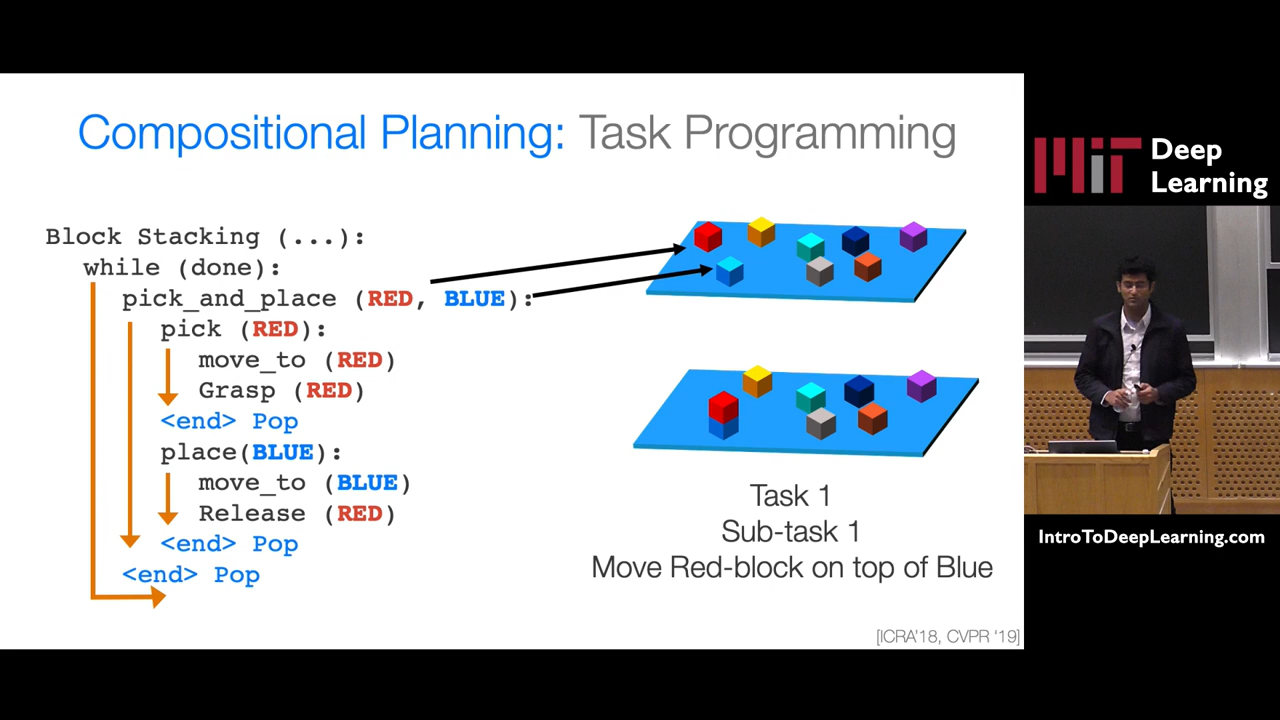 Compositional Planning: Task Programming
Block Stacking (...):
while (done):
pick_and_place (RED, BLUE):
pick (RED):
move_to (RED)
Grasp (RED)
<end> Pop
place(BLUE):
move_to (BLUE)
Release (RED)
<end> Pop
<end> Pop
Task 1
Sub-task 1
Move Red-block on top of Blue
[ICRA'18, CVPR '19]
MIT
Deep
Learning
IntroToDeepLearning.com